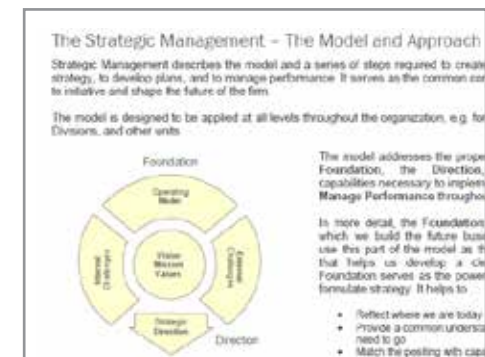 The Strategic Management – The Model and Approach
Strategic Management describes the model and a series of steps required to create
strategy, to develop plans, and to manage performance. It serves as the common
to initiative and shape the future of the firm.
The model is designed to be applied at all levels throughout the organization, e.g. for
Divisions, and other units
Foundation
Operating
Model
Internal
Challenges
Vision
Mission
Values
External
Challenges
Strategic
Direction
Direction
The model addresses the
Foundation, the Direction,
capabilities necessary to
Manage Performance
In more detail, the Foundation
which we build the future
use this part of the model as
that helps us develop a
Foundation serves as the
formulate strategy. It helps to
• Reflect where we are today
• Provide a common
need to go
• Match the positing with